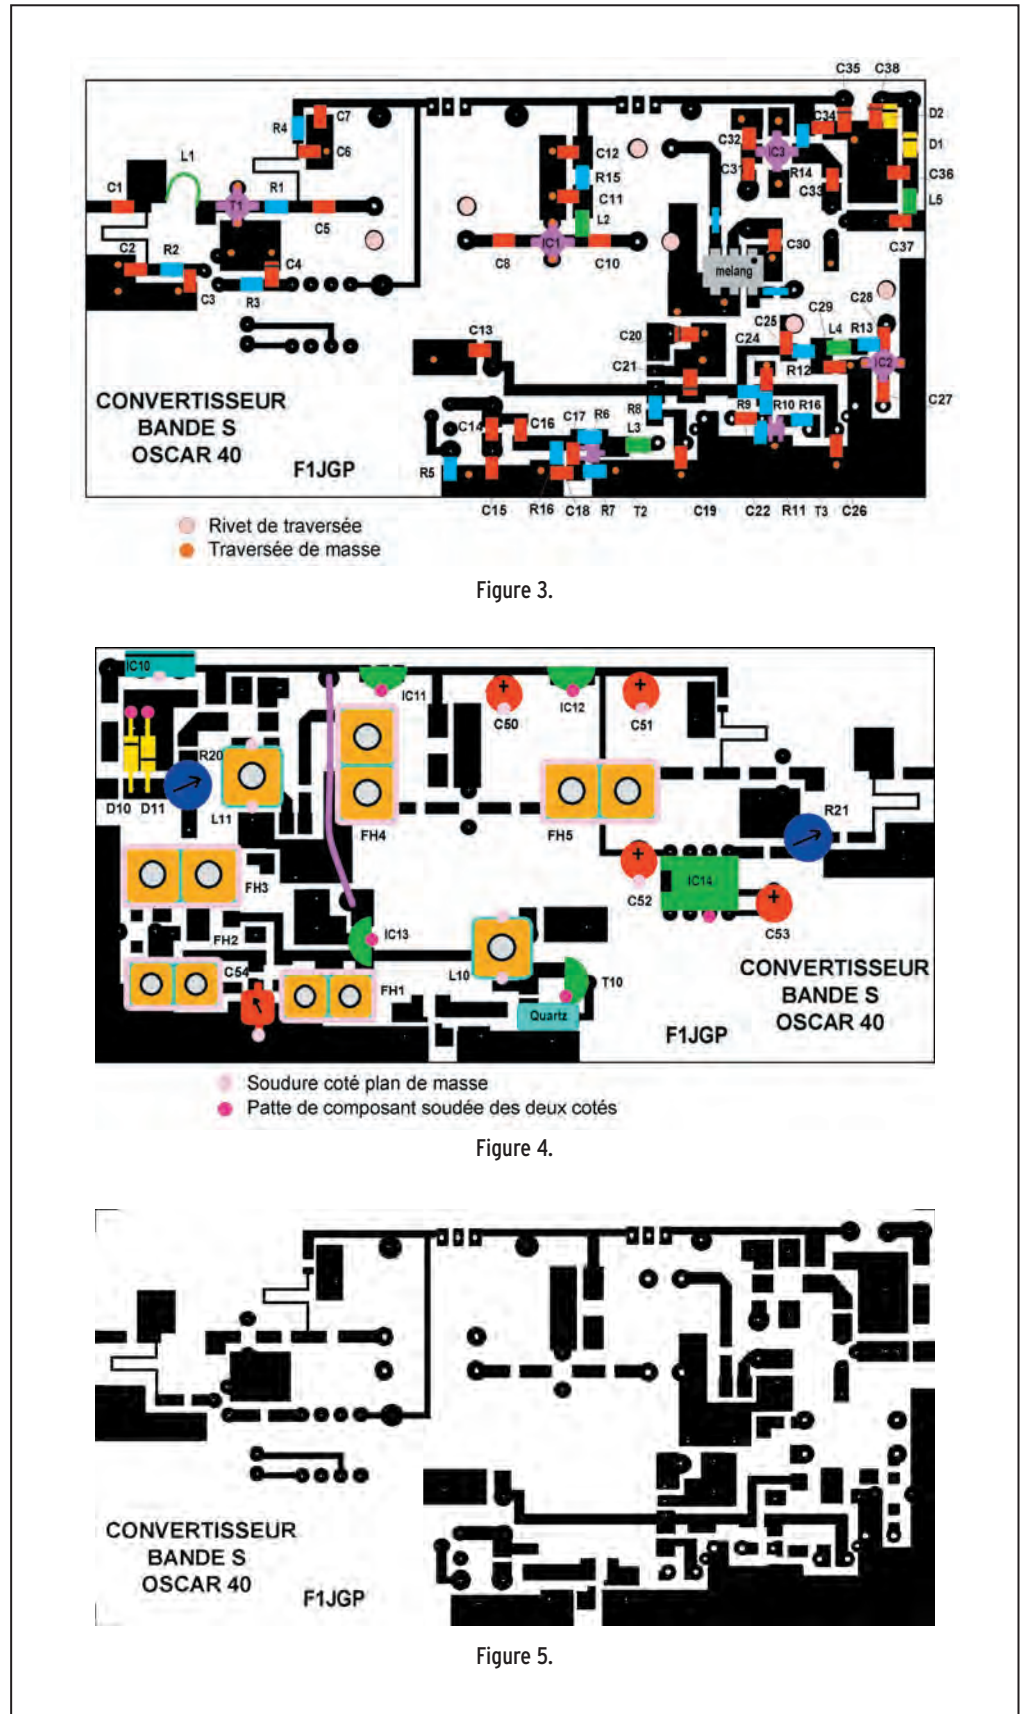 C35 C38
C7
R4
C34
D2
C32
C6
C12
IC3
D1
L1
R15
C31
R14
C36
C1
R1
C11
C33
L5
T1
L2
C5
IC1
C37
C2
R2
C8
C10
C30
C4
melang
C3
R3
C29
C28
C13
C20
C25
L4
R13
C24
C21
R12
IC2
CONVERTISSEUR
BANDE S
OSCAR 40
F1JGP
R8
R9
R10
R16
C27
C14
C16
C17
R6
L3
R5
C15
R16
C18
R7
T2
C19
C22
R11
T3
C26
Rivet de traversée
Traversée de masse
Figure 3.
IC10
IC11
C50
IC12
C51
R20
D10
D11
L11
FH4
FH5
R21
FH3
C52
IC14
C53
FH2
IC13
C54
FH1
L10
T10
Quartz
CONVERTISSEUR
BANDE S
OSCAR 40
F1JGP
Soudure coté plan de masse
Patte de composant soudée des deux cotés
Figure 4.
CONVERTISSEUR
BANDE S
OSCAR 40
F1JGP
Figure 5.